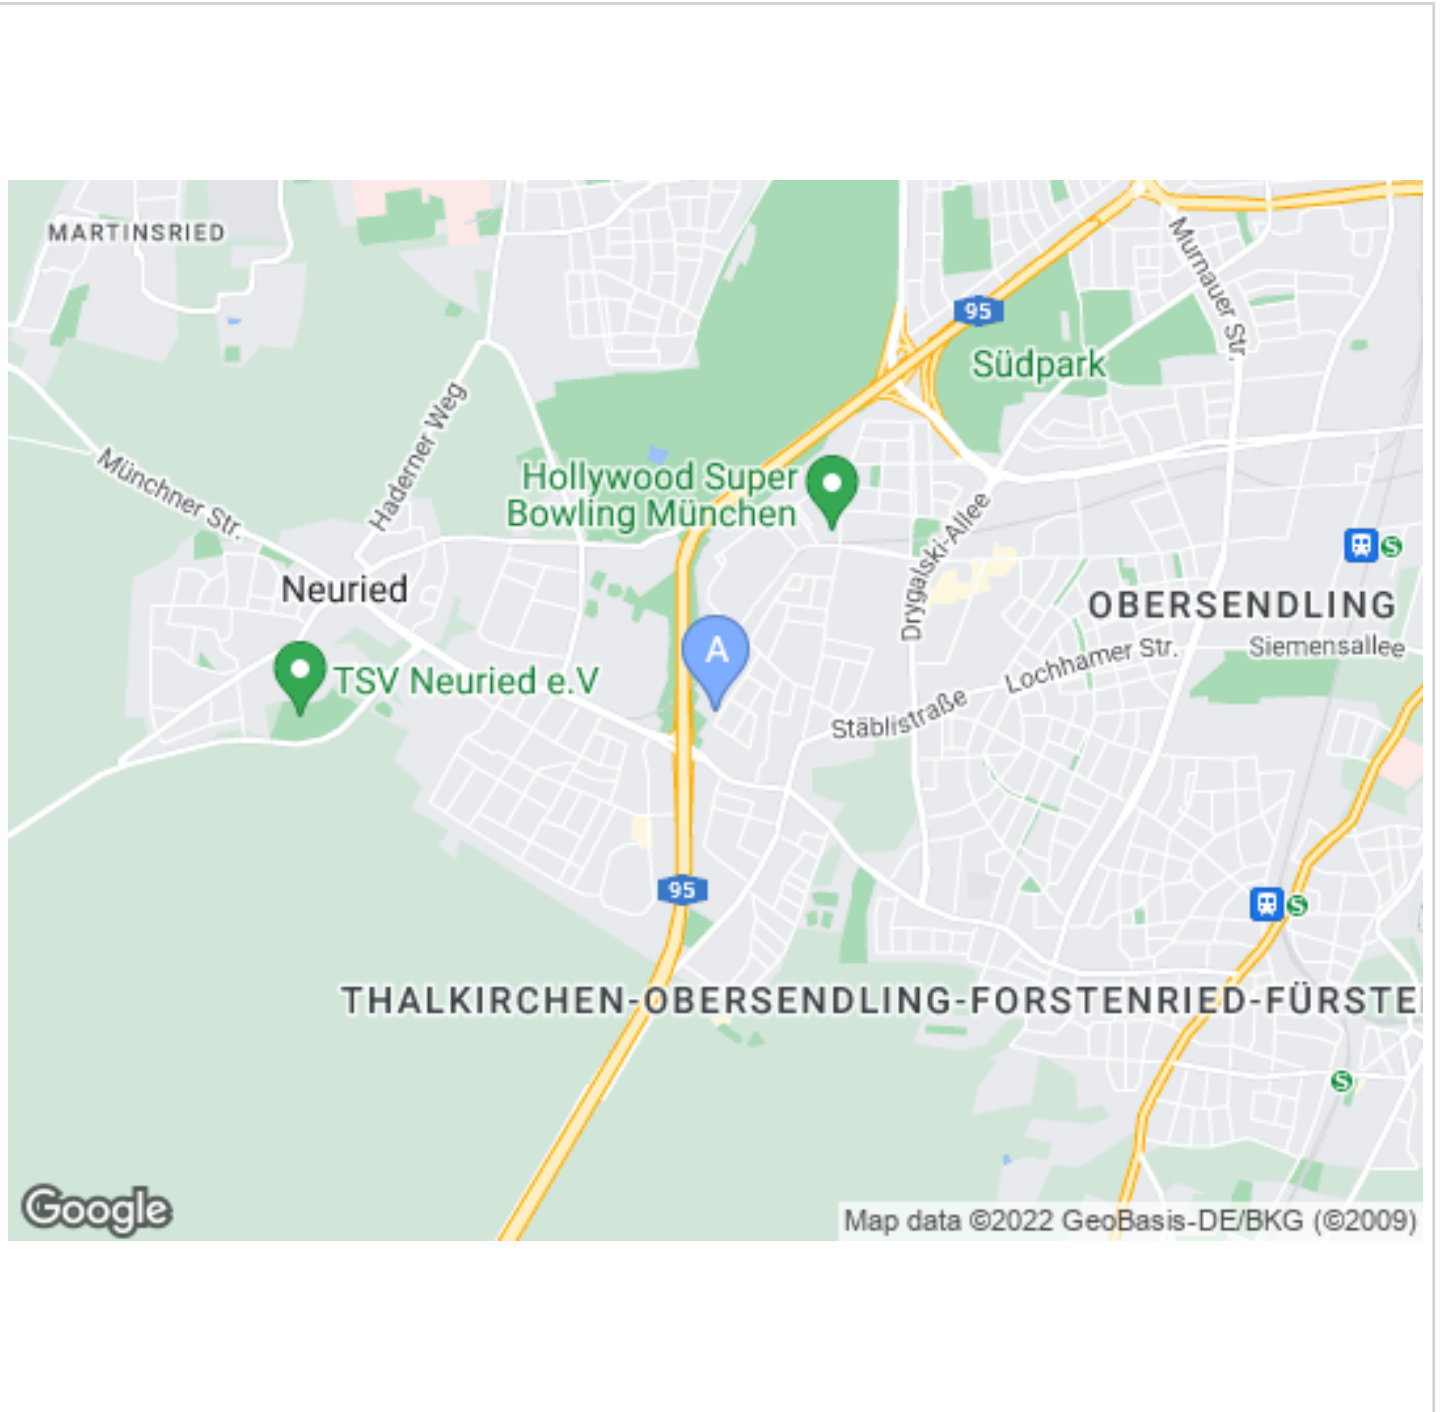 MARTINSRIED
Murnauer Str.
95
Südpark
Haderner Weg
Münchner Str.
Hollywood Super
Bowling München
Drygalski-Allee
S
Neuried
OBERSENDLING
Siemensallee
A
Lochhamer Str.
TSV Neuried e.V
Stäblistraße
95
S
THALKIRCHEN-OBERSENDLING-FORSTENRIED-FÜRSTE
S
Google
Map data ©2022 GeoBasis-DE/BKG (©2009)